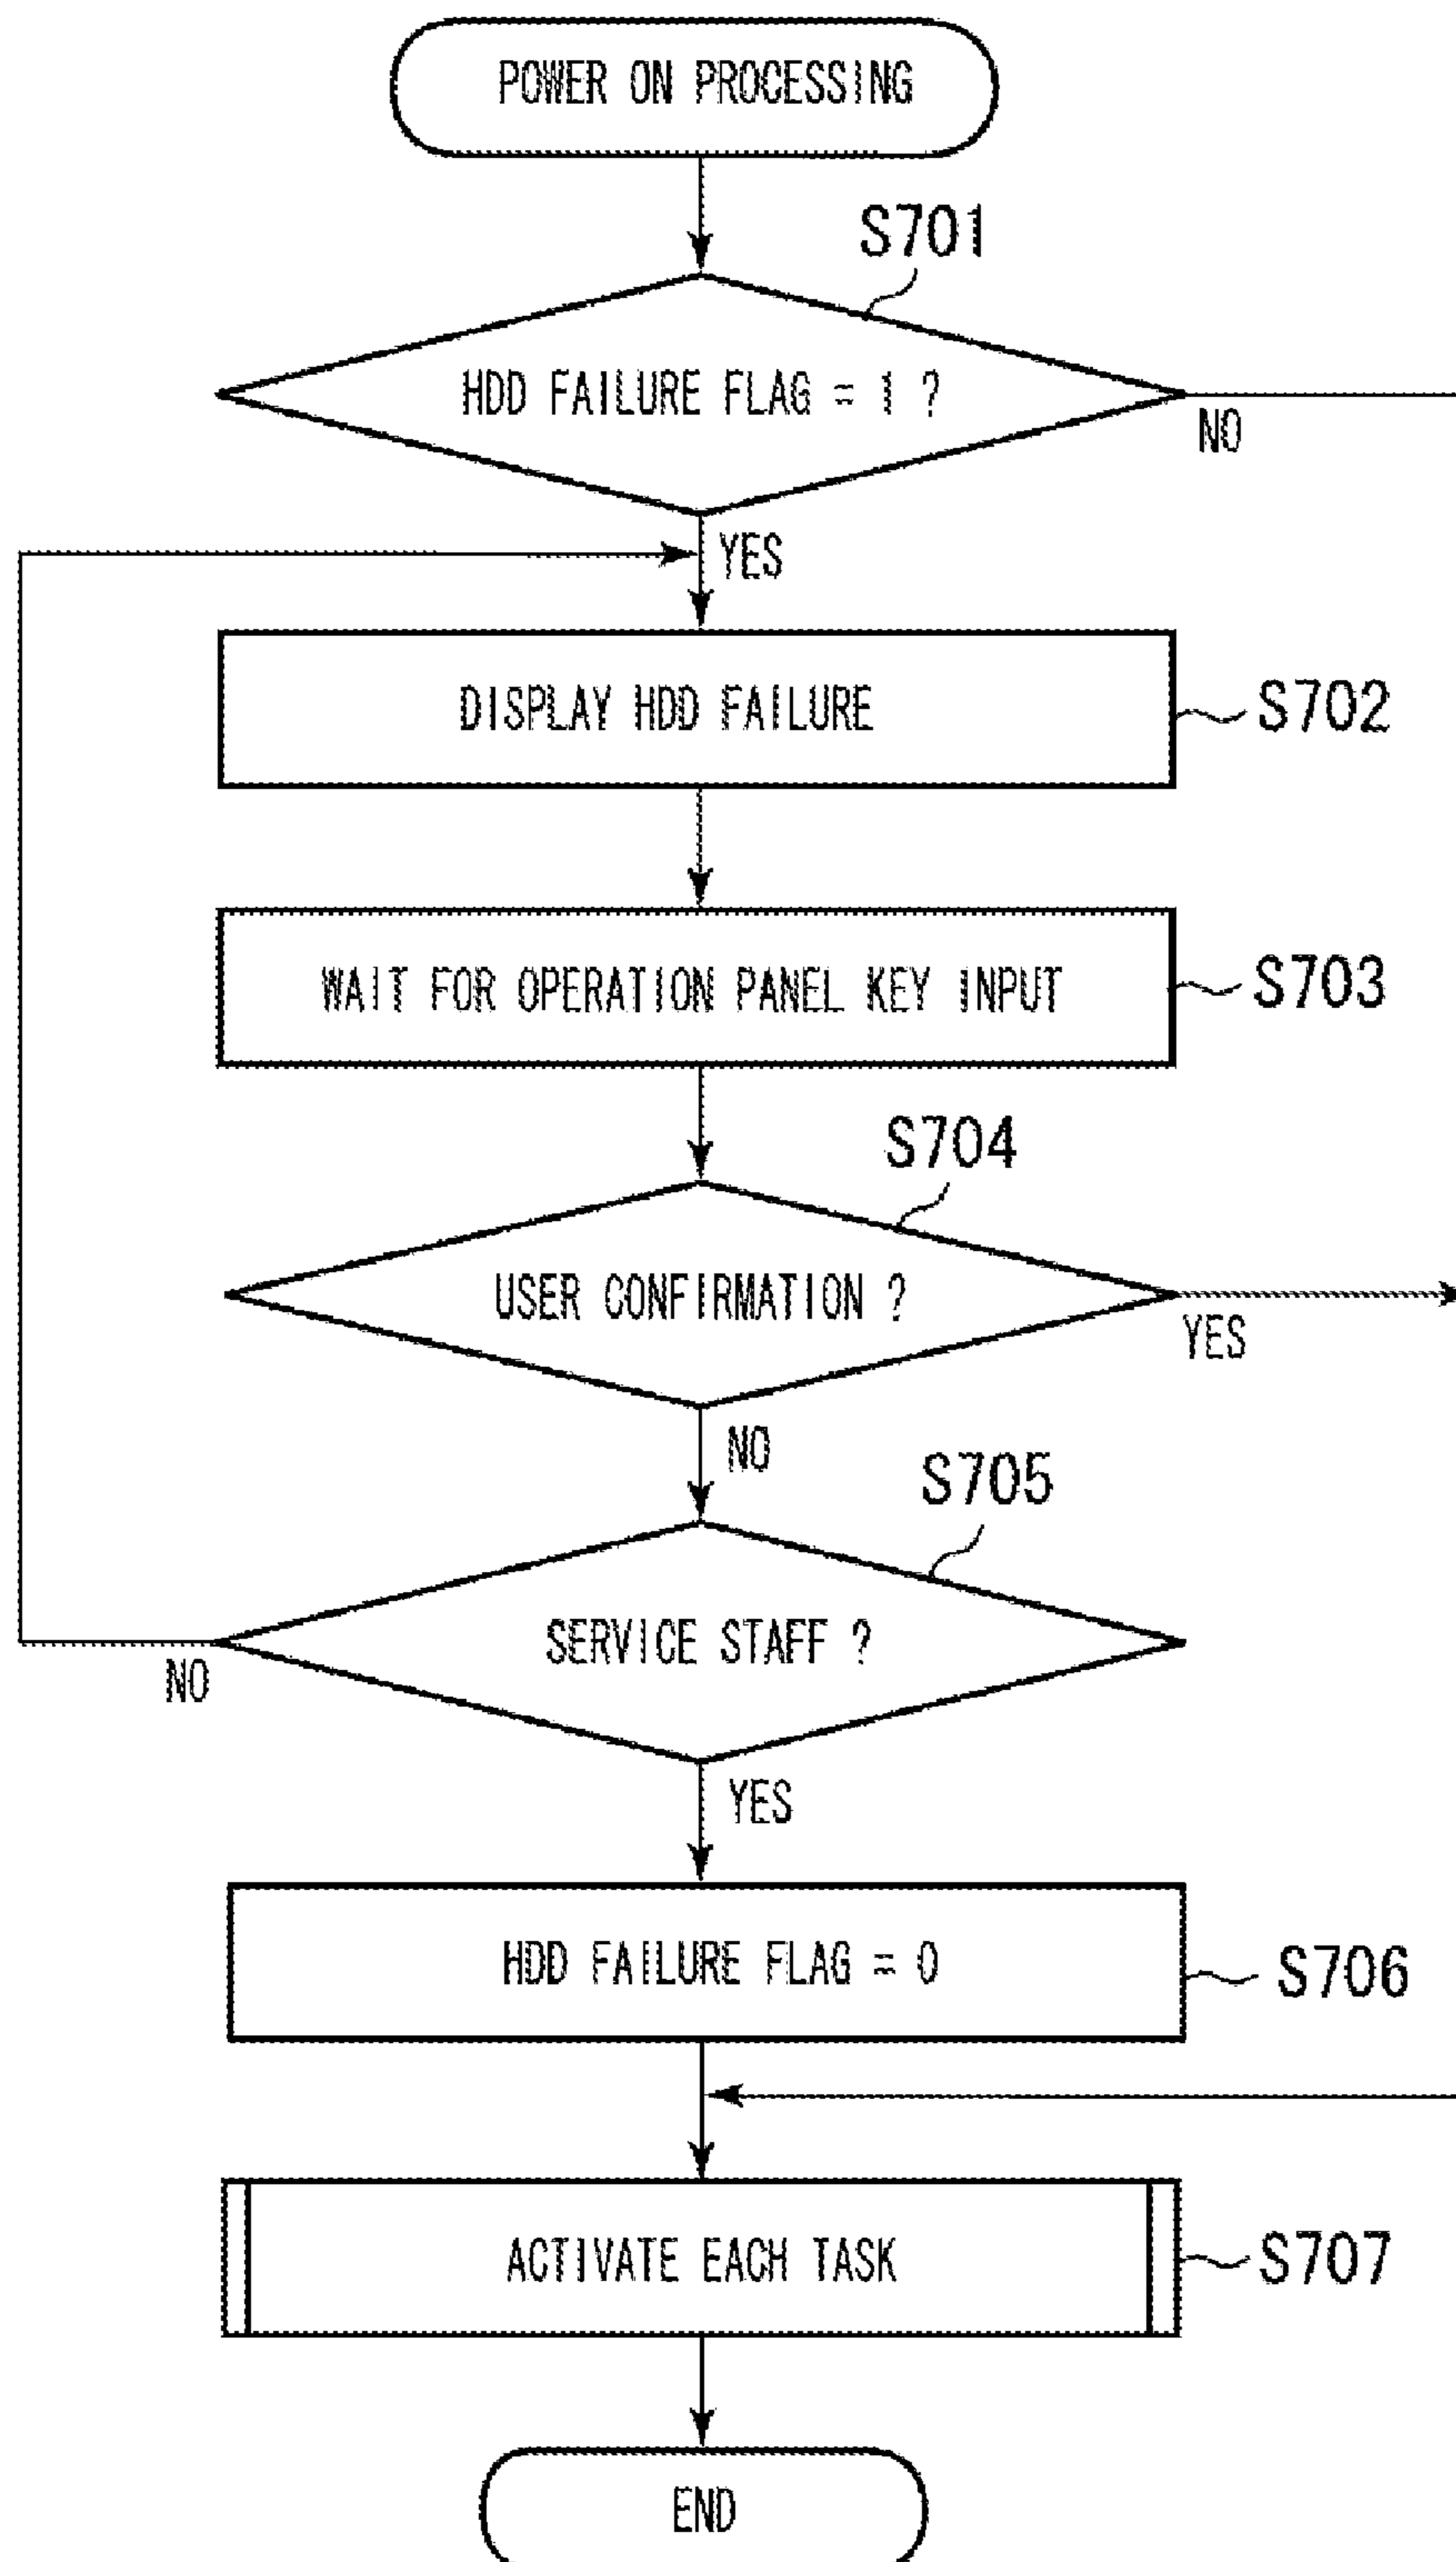 POWER ON PROCESSING
S701
HDD FAILURE FLAG = 1 ?
NO
YES
DISPLAY HDD FAILURE
S702
WAIT FOR OPERATION PANEL KEY INPUT
S703
S704
USER CONFIRMATION ?
YES
NO
S705
SERVICE STAFF ?
NO
YES
HDD FAILURE FLAG = 0
S706
ACTIVATE EACH TASK
S707
END